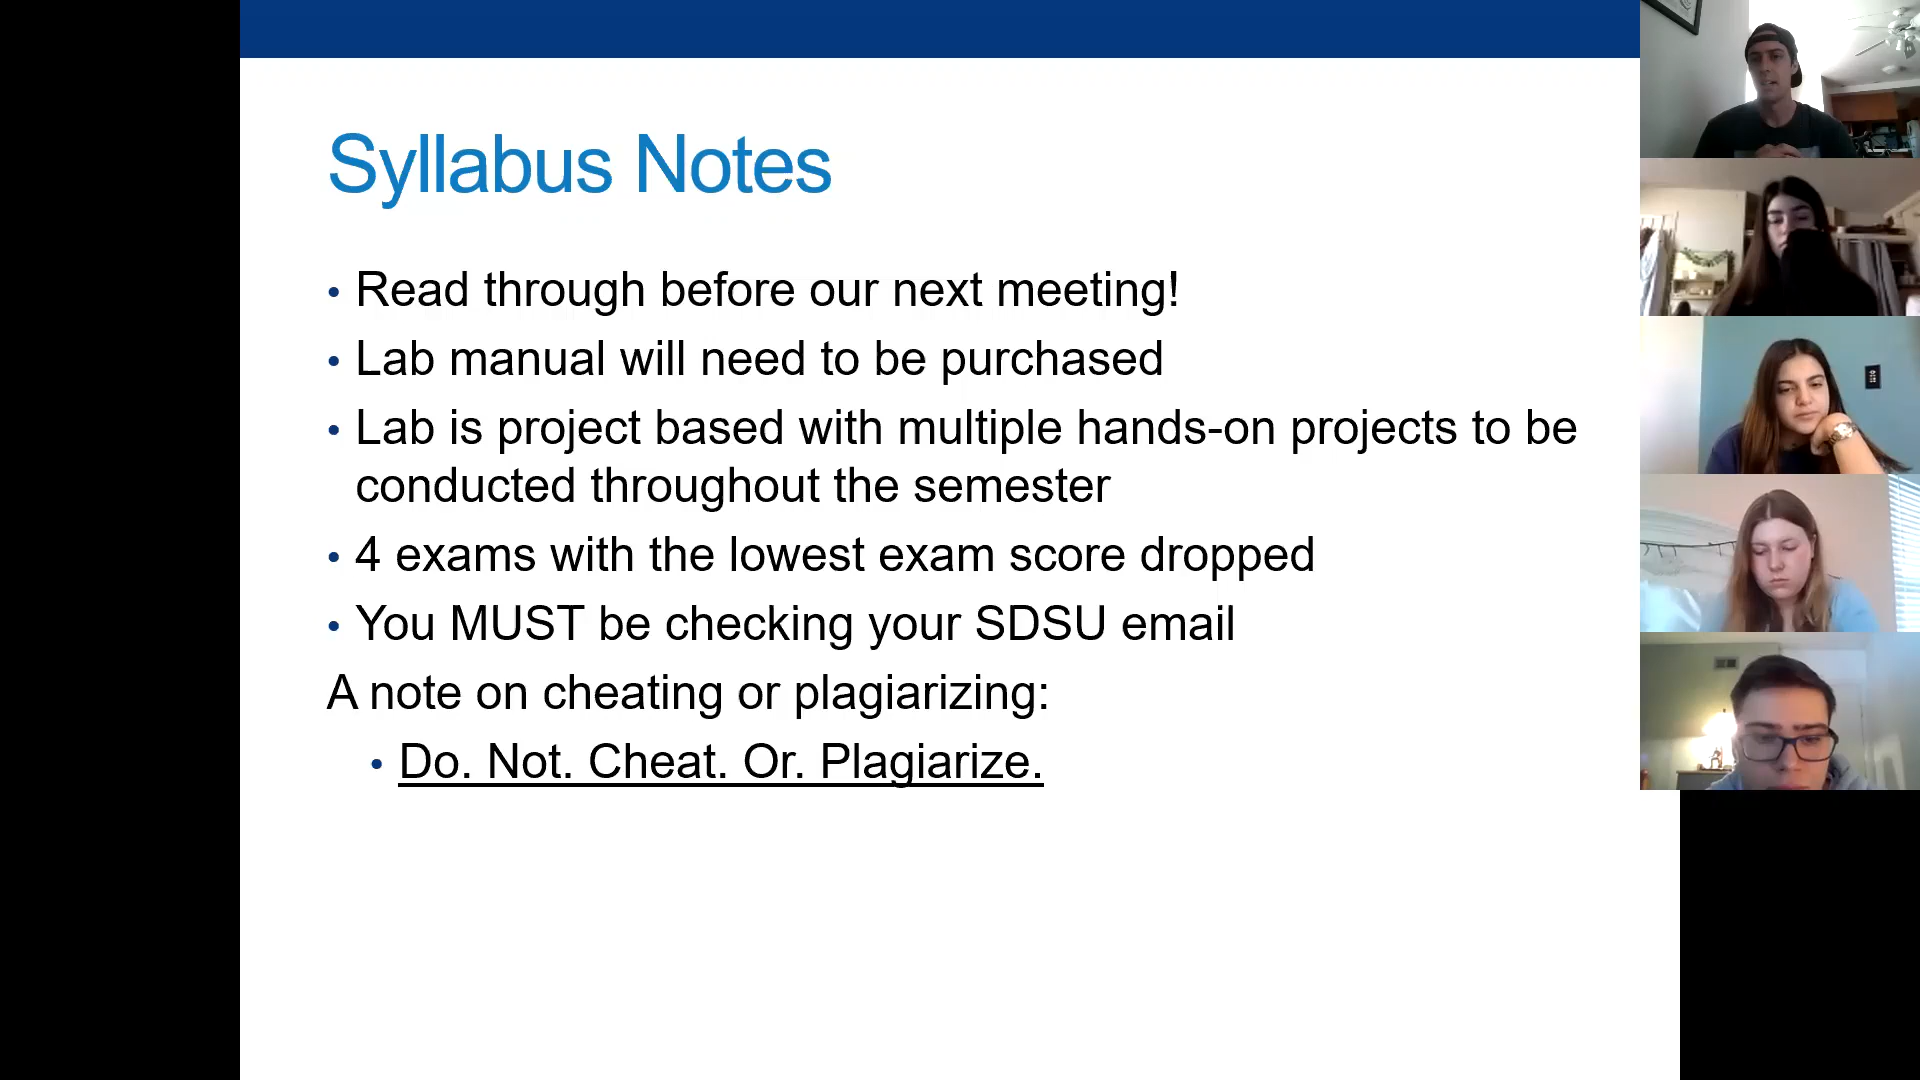 Syllabus Notes
• Read through before our next meeting!
• Lab manual will need to be purchased
• Lab is project based with multiple hands-on projects to be
conducted throughout the semester
• 4 exams with the lowest exam score dropped
• You MUST be checking your SDSU email
A note on cheating or plagiarizing:
• Do. Not. Cheat. Or. Plagiarize.